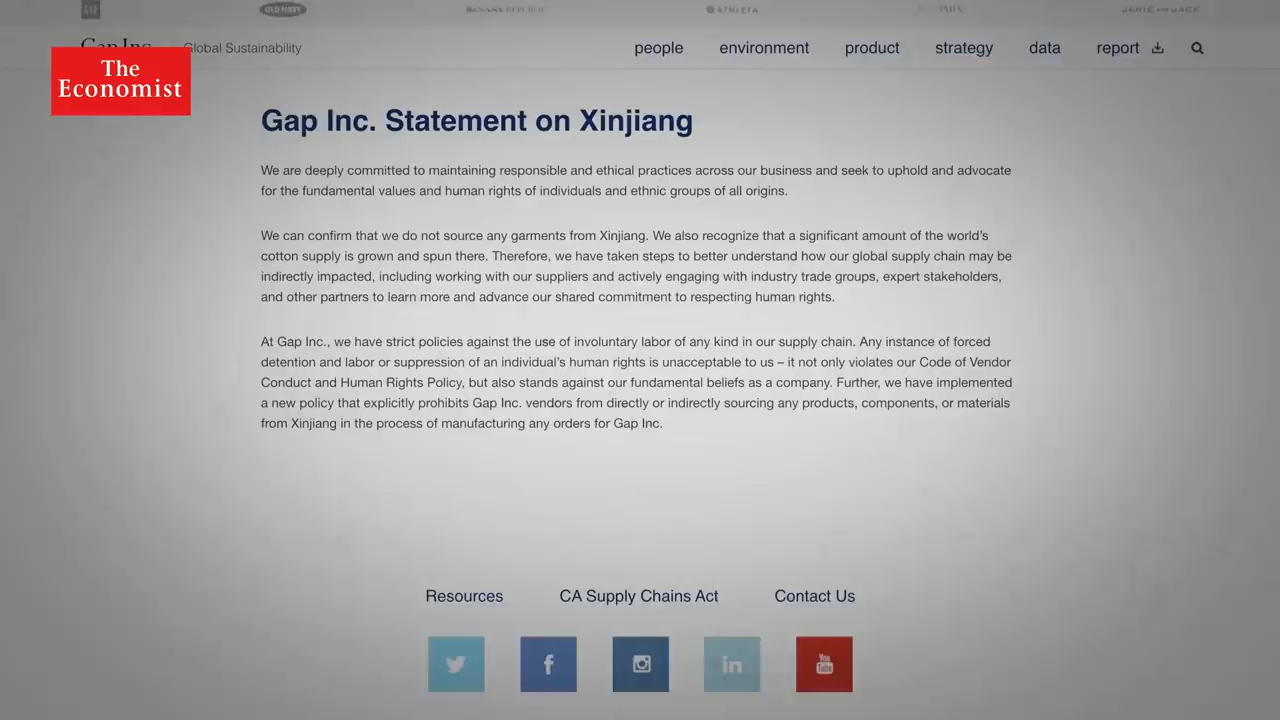 GAP
OLD NAVY
BANANA REPUBLIC
ATHLETA
JANIE AND JACK
Gap Inc.
Global Sustainability
people
environment
product
strategy
data
report
The
Economist
Gap Inc. Statement on Xinjiang
We are deeply committed to maintaining responsible and ethical practices across our business and seek to uphold and advocate
for the fundamental values and human rights of individuals and ethnic groups of all origins.
We can confirm that we do not source any garments from Xinjiang. We also recognize that a significant amount of the world's
cotton supply is grown and spun there. Therefore, we have taken steps to better understand how our global supply chain may be
indirectly impacted, including working with our suppliers and actively engaging with industry trade groups, expert stakeholders,
and other partners to learn more and advance our shared commitment to respecting human rights.
At Gap Inc., we have strict policies against the use of involuntary labor of any kind in our supply chain. Any instance of forced
detention and labor or suppression of an individual's human rights is unacceptable to us – it not only violates our Code of Vendor
Conduct and Human Rights Policy, but also stands against our fundamental beliefs as a company. Further, we have implemented
a new policy that explicitly prohibits Gap Inc. vendors from directly or indirectly sourcing any products, components, or materials
from Xinjiang in the process of manufacturing any orders for Gap Inc.
Resources
CA Supply Chains Act
Contact Us
f
in
You
Tube